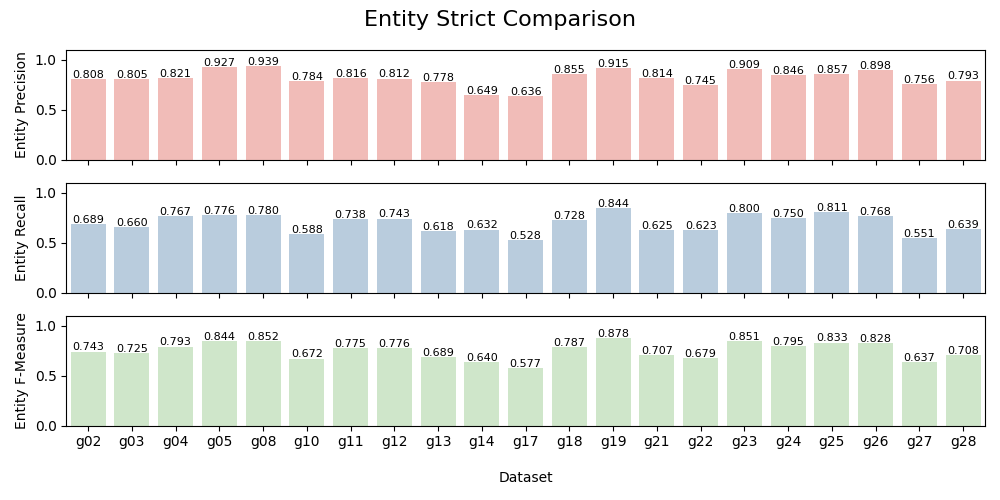 Entity Strict Comparison
Entity Precision
1.0
0.5
0.0
0.808 0.805 0.821 0.927 0.939 0.784 0.816 0.812 0.778 0.649 0.636 0.855 0.915 0.814 0.745 0.909 0.846 0.857 0.898 0.756 0.793
Entity Recall
1.0
0.5
0.0
0.689 0.660 0.767 0.776 0.780 0.588 0.738 0.743 0.618 0.632 0.528 0.728 0.844 0.625 0.623 0.800 0.750 0.811 0.768 0.551 0.639
Entity F-Measure
1.0
0.5
0.0
0.743 0.725 0.793 0.844 0.852 0.672 0.775 0.776 0.689 0.640 0.577 0.787 0.878 0.707 0.679 0.851 0.795 0.833 0.828 0.637 0.708
g02 g03 g04 g05 g08 g10 g11 g12 g13 g14 g17 g18 g19 g21 g22 g23 g24 g25 g26 g27 g28
Dataset